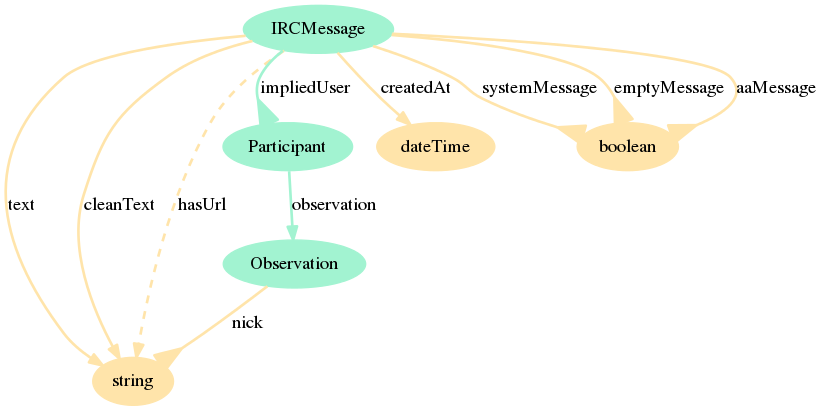 IRCMessage
impliedUser
createdAt
systemMessage
emptyMessage
aaMessage
Participant
dateTime
boolean
text
cleanText
hasUrl
observation
Observation
nick
string